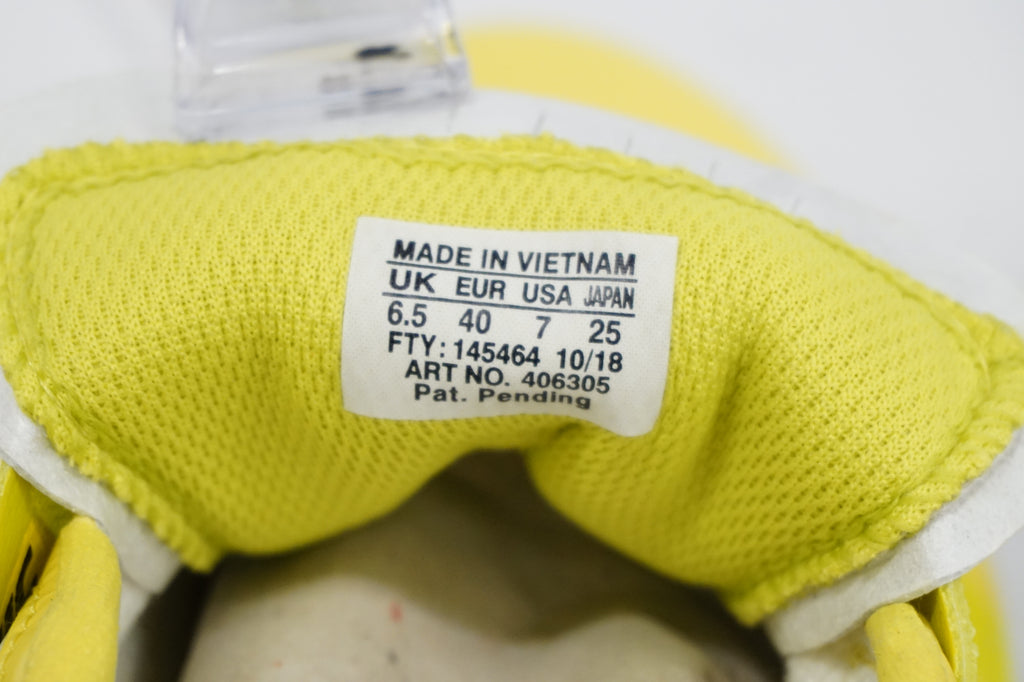 MADE IN VIETNAM
UK EUR USA JAPAN
6.5 40 7 25
FTY: 145464 10/18
ART NO. 406305
Pat. Pending